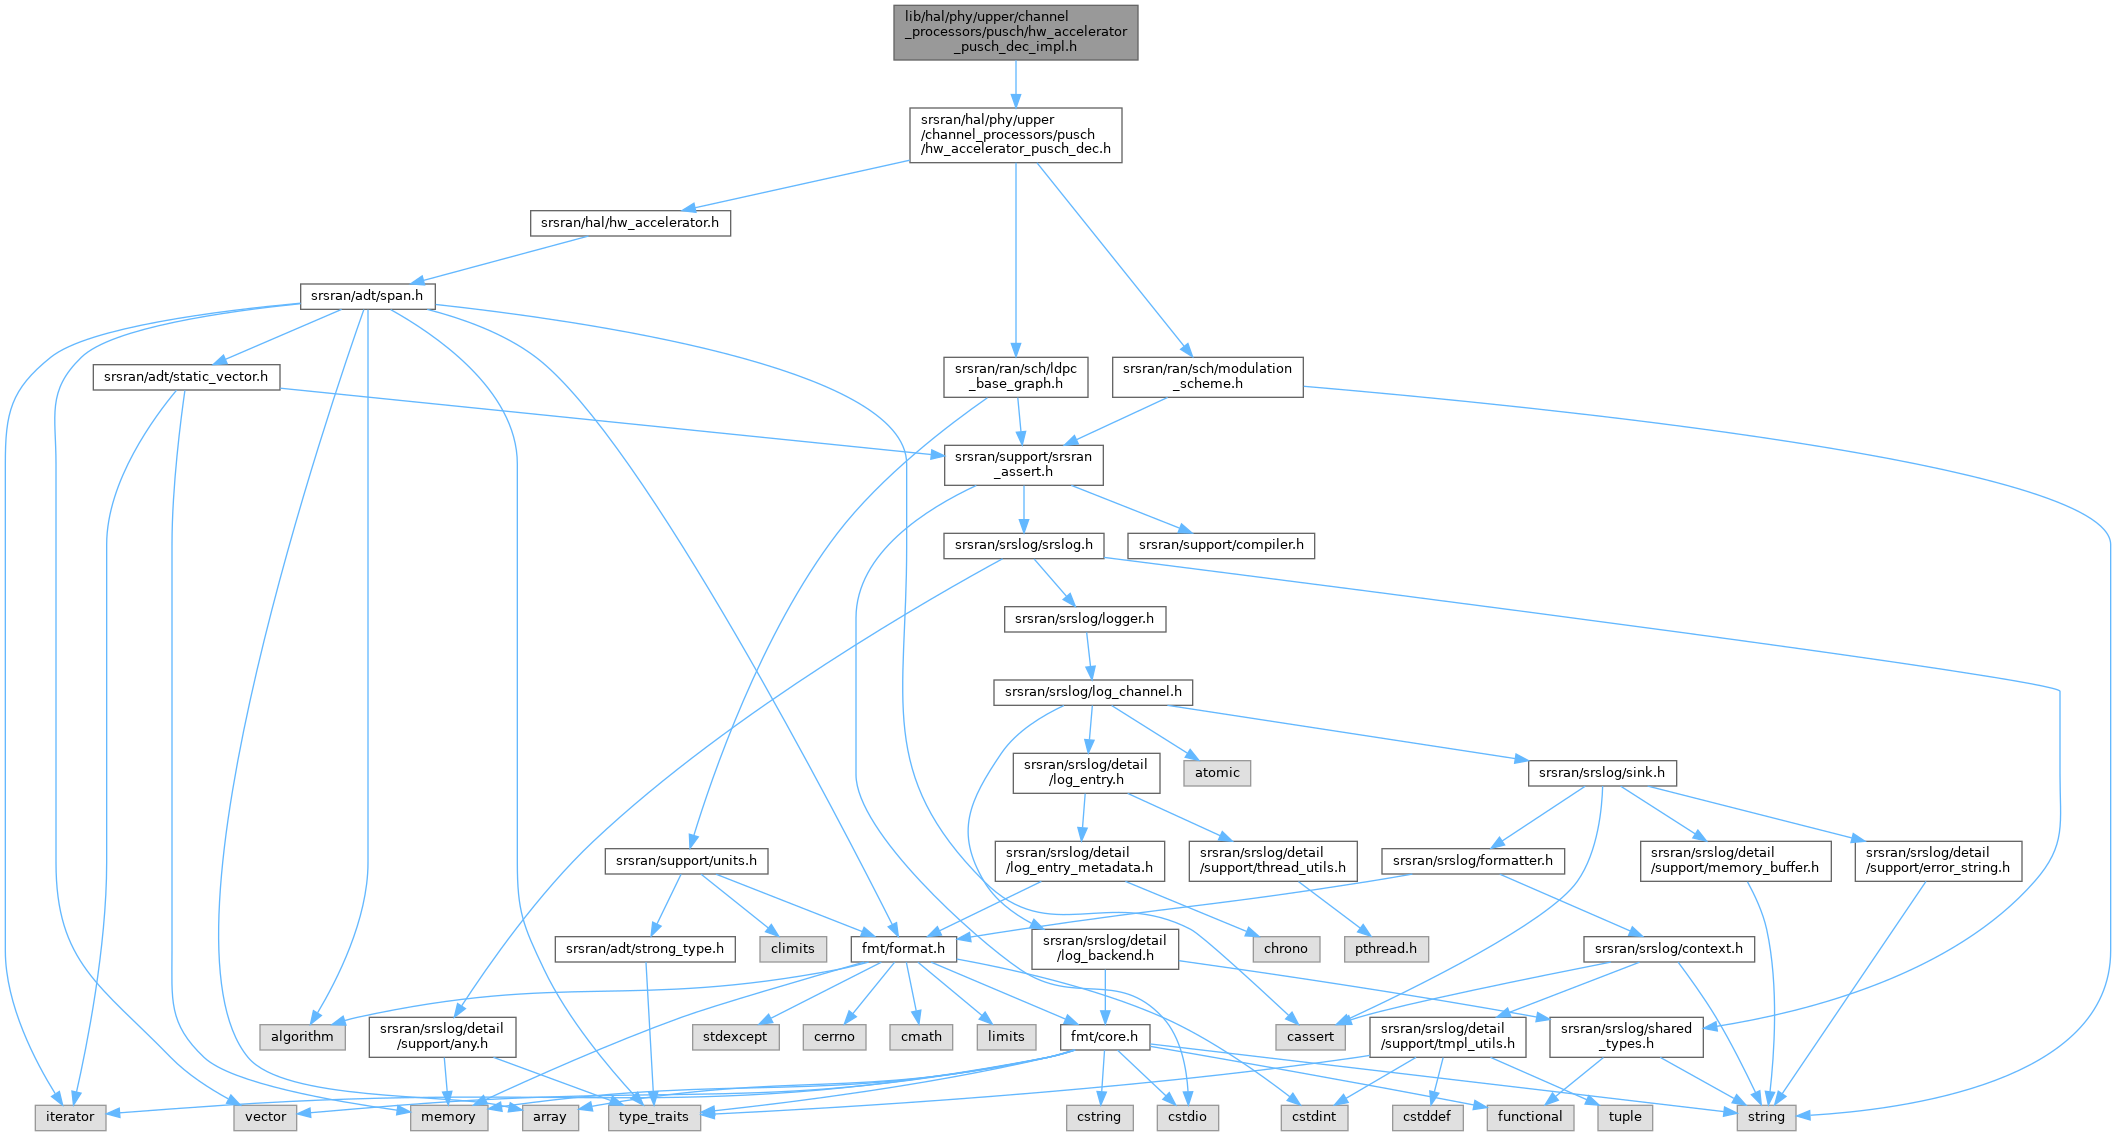 lib/hal/phy/upper/channel
_processors/pusch/hw_accelerator
_pusch_dec_impl.h
srsran/hal/phy/upper
/channel_processors/pusch
/hw_accelerator_pusch_dec.h
srsran/hal/hw_accelerator.h
srsran/adt/span.h
srsran/adt/static_vector.h
srsran/ran/sch/ldpc
_base_graph.h
srsran/ran/sch/modulation
_scheme.h
srsran/support/srsran
_assert.h
srsran/srslog/srslog.h
srsran/support/compiler.h
srsran/srslog/logger.h
srsran/srslog/log_channel.h
srsran/srslog/detail
/log_entry.h
atomic
srsran/srslog/sink.h
srsran/support/units.h
srsran/srslog/detail
/log_entry_metadata.h
srsran/srslog/detail
/support/thread_utils.h
srsran/srslog/formatter.h
srsran/srslog/detail
/support/memory_buffer.h
srsran/srslog/detail
/support/error_string.h
srsran/adt/strong_type.h
climits
fmt/format.h
srsran/srslog/detail
/log_backend.h
chrono
pthread.h
srsran/srslog/context.h
algorithm
srsran/srslog/detail
/support/any.h
stdexcept
cerrno
cmath
limits
fmt/core.h
cassert
srsran/srslog/detail
/support/tmpl_utils.h
srsran/srslog/shared
_types.h
iterator
vector
memory
array
type_traits
cstring
cstdio
cstdint
cstddef
functional
tuple
string